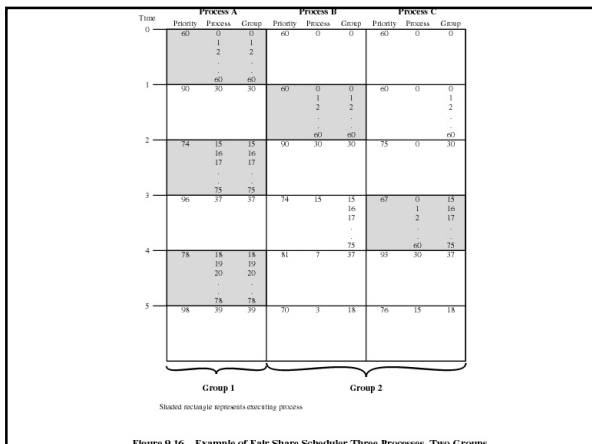 Process A Process B Process C
Time Priority Process Group Priority Process Group Priority Process Group
0 60 0 0 60 0 0 60 0 0
1 1
2 2
. .
. .
60 60
1 90 30 30 60 0 0 60 0 0
1 1 1
2 2 2
. . .
. . .
60 60 60
2 74 15 15 90 30 30 75 0 30
16 16
17 17
. .
. .
75 75
3 96 37 37 74 15 15 67 0 15
16 1 16
17 2 17
. . .
. . .
75 60 75
4 78 18 18 81 7 37 93 30 37
19 19
20 20
. .
. .
78 78
5 98 39 39 70 3 18 76 15 18
Group 1 Group 2
Shaded rectangle represents executing process
Figure 9.16 Example of Fair Share Scheduler Three Processes, Two Groups